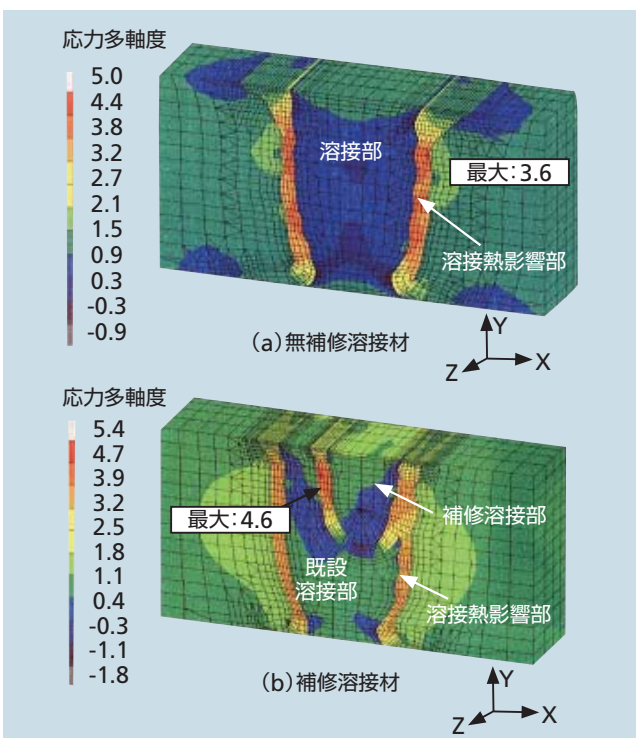 応力多軸度
5.0
4.4
3.8
3.2
2.7
2.1
1.5
0.9
0.3
-0.3
-0.9
溶接部
最大:3.6
溶接熱影響部
(a)無補修溶接材
Y
X
Z
応力多軸度
5.4
4.7
3.9
3.2
2.5
1.8
1.1
0.4
-0.3
-1.1
-1.8
最大:4.6
補修溶接部
既設
溶接部
溶接熱影響部
(b)補修溶接材
Y
X
Z